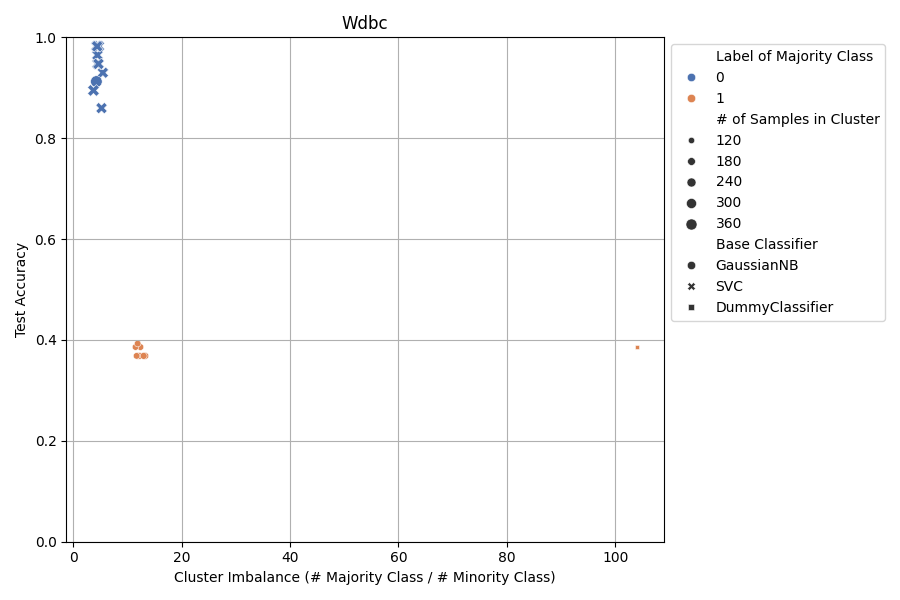 Wdbc
1.0
0.8
0.6
0.4
0.2
0.0
Test Accuracy
0
20
40
60
80
100
Cluster Imbalance (# Majority Class / # Minority Class)
Label of Majority Class
0
1
# of Samples in Cluster
120
180
240
300
360
Base Classifier
GaussianNB
SVC
DummyClassifier